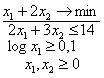 x₁+2x₂→min
2x₁+3x₂≤14
log x₁≥0,1
x₁,x₂≥0